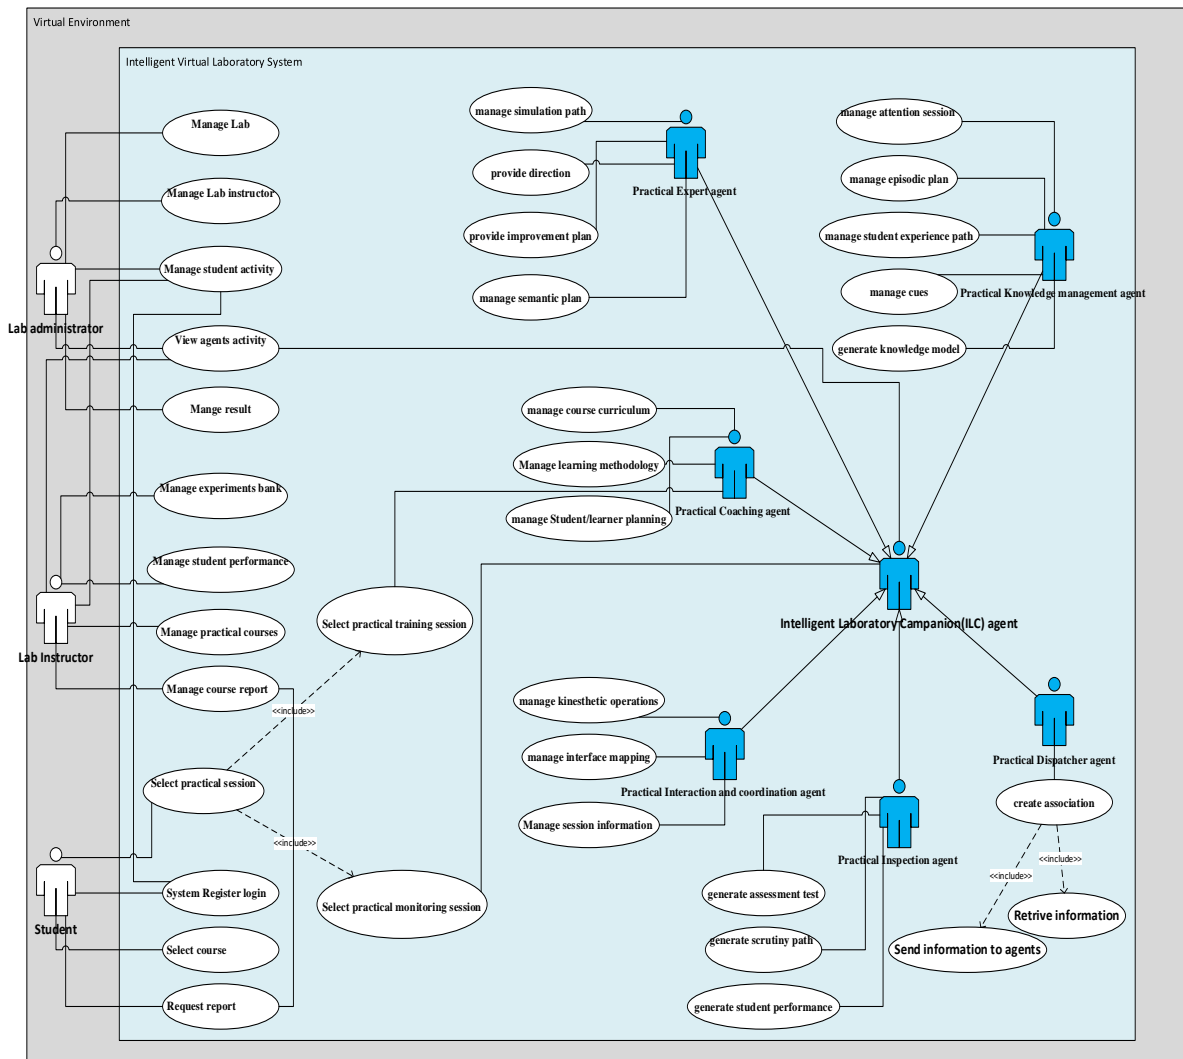 Virtual Environment
Intelligent Virtual Laboratory System
Manage Lab
Manage Lab instructor
Manage student activity
Lab administrator
View agents activity
Mange result
Manage experiments bank
Manage student performance
Manage practical courses
Lab Instructor
Manage course report
Select practical session
System Register login
Student
Select course
Request report
<<include>>
<<include>>
Select practical training session
Select practical monitoring session
manage simulation path
provide direction
Practical Expert agent
provide improvement plan
manage semantic plan
manage attention session
manage episodic plan
manage student experience path
manage cues
Practical Knowledge management agent
generate knowledge model
manage course curriculum
Manage learning methodology
manage Student/learner planning
Practical Coaching agent
Intelligent Laboratory Campanion(ILC) agent
manage kinesthetic operations
manage interface mapping
Practical Interaction and coordination agent
Manage session information
Practical Inspection agent
generate assessment test
generate scrutiny path
generate student performance
Practical Dispatcher agent
create association
<<include>>
<<include>>
Retrive information
Send information to agents